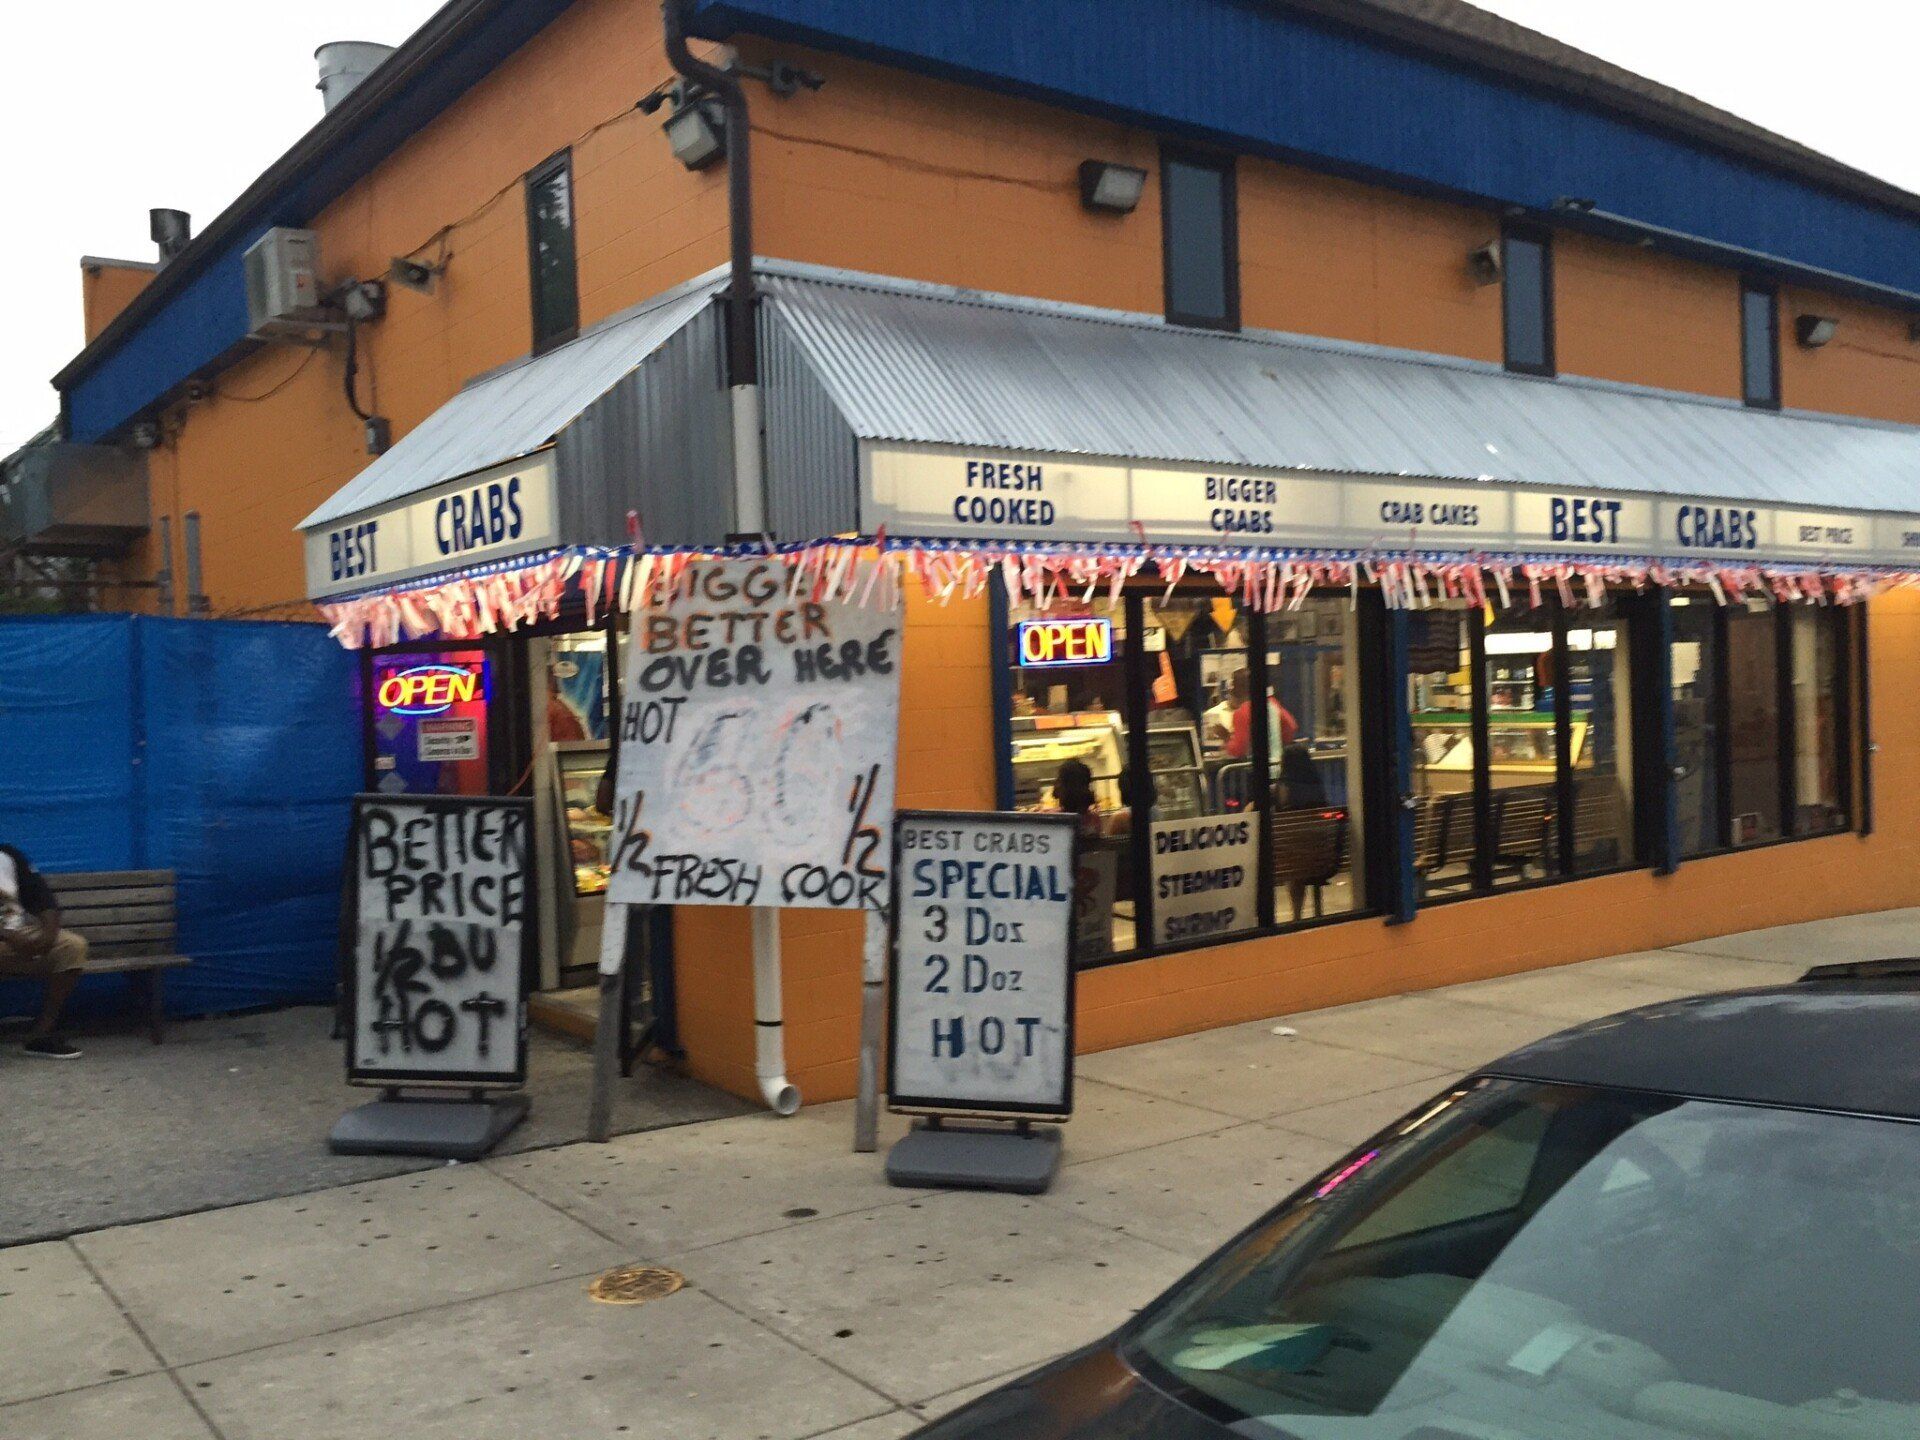 BEST CRABS
FRESH
COOKED
BIGGER
CRABS
CRAB CAKES
BEST CRABS
BEST PRICE
OPEN
WARNING
OPEN
BIGGE
BETTER
OVER HERE
HOT
1/2 1/2
FRESH COOK
BETTER
PRICE
1/2 BU
HOT
BEST CRABS
SPECIAL
3 Doz
2 Doz
HOT
DELICIOUS
STEAMED
SHRIMP